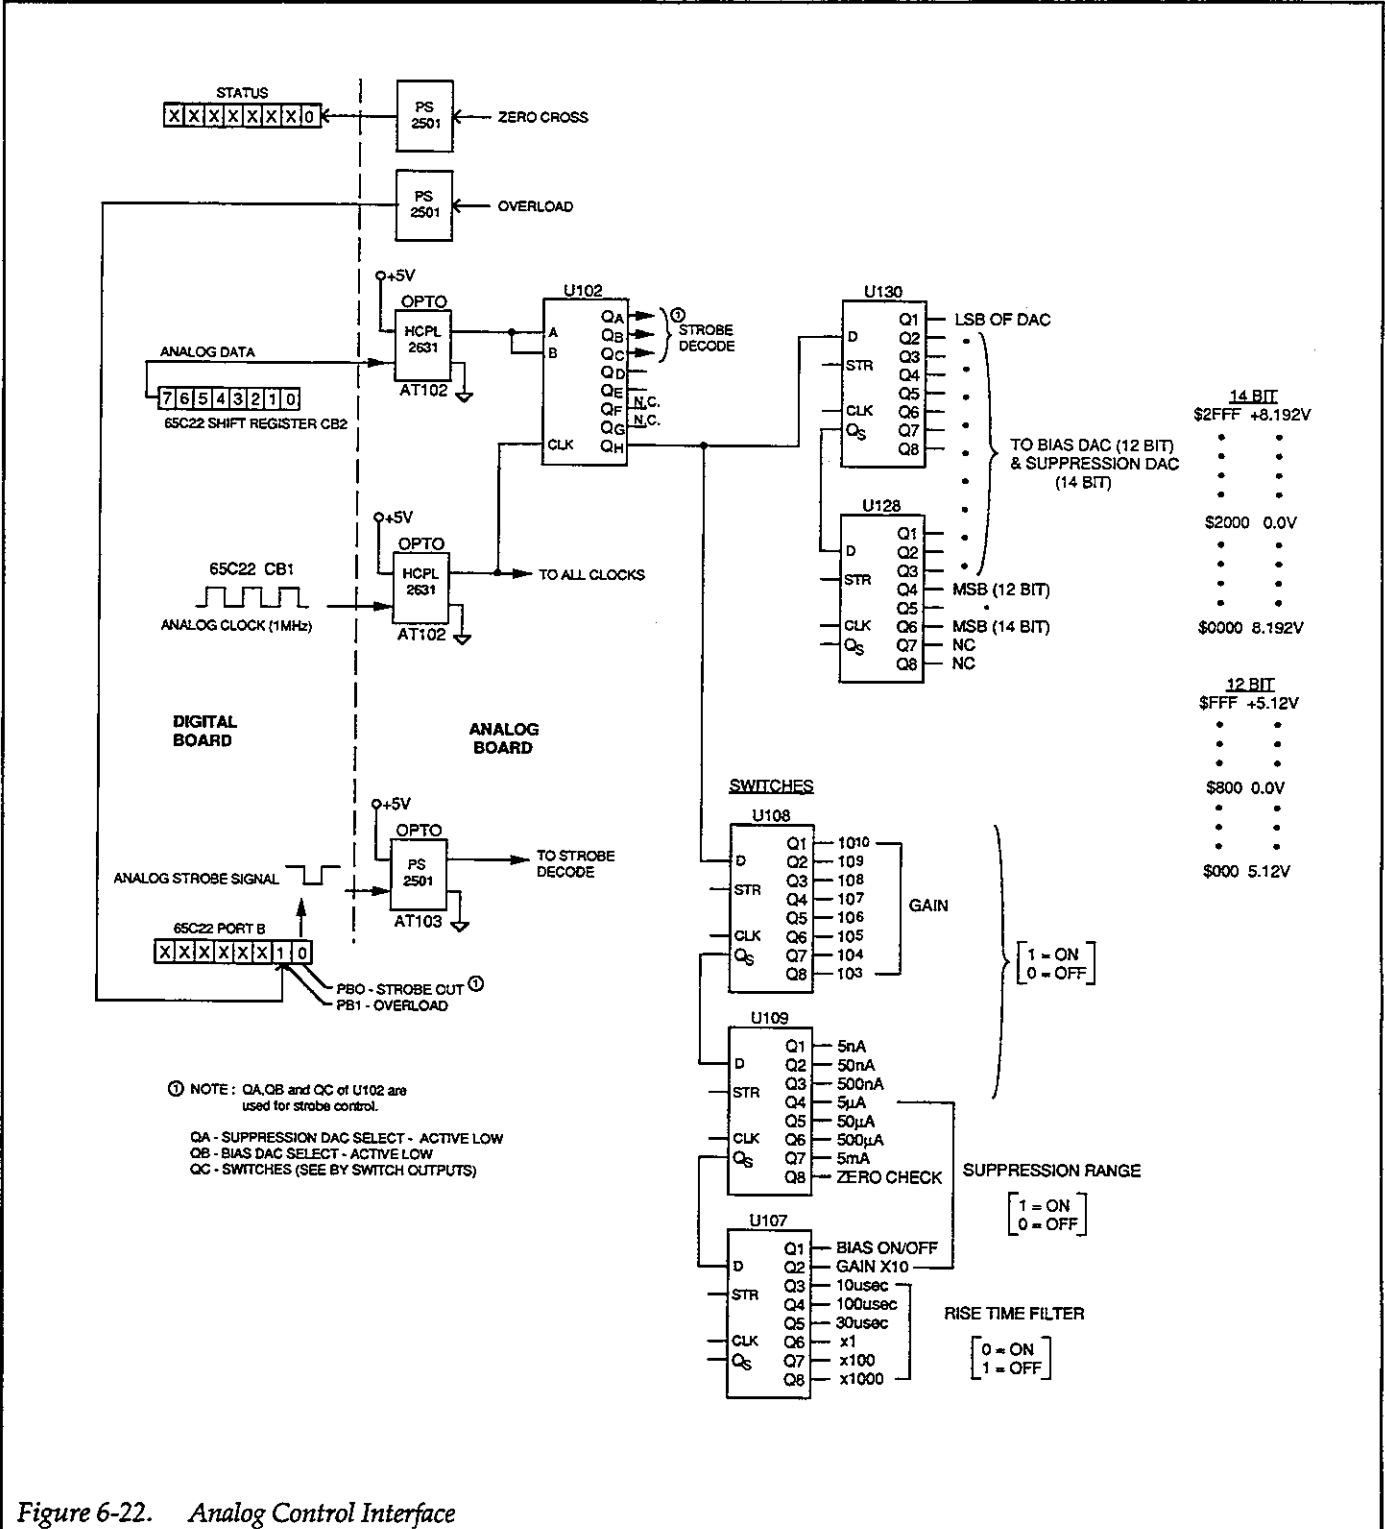 STATUS
X X X X X X X 0
PS
2501
ZERO CROSS
PS
2501
OVERLOAD
+5V
OPTO
HCPL
2631
AT102
ANALOG DATA
7 6 5 4 3 2 1 0
65C22 SHIFT REGISTER CB2
U102
A
B
CLK
QA
QB
QC
QD
QE
QF N.C.
QG N.C.
QH
① STROBE
DECODE
U130
D
STR
CLK
QS
Q1 LSB OF DAC
Q2
Q3
Q4
Q5
Q6
Q7
Q8
TO BIAS DAC (12 BIT)
& SUPPRESSION DAC
(14 BIT)
U128
D
STR
CLK
QS
Q1
Q2
Q3
Q4 MSB (12 BIT)
Q5
Q6 MSB (14 BIT)
Q7 NC
Q8 NC
14 BIT
$2FFF +8.192V
$2000 0.0V
$0000 8.192V
12 BIT
$FFF +5.12V
$800 0.0V
$000 5.12V
+5V
OPTO
HCPL
2631
AT102
TO ALL CLOCKS
65C22 CB1
ANALOG CLOCK (1MHz)
DIGITAL
BOARD
ANALOG
BOARD
+5V
OPTO
PS
2501
AT103
TO STROBE
DECODE
ANALOG STROBE SIGNAL
65C22 PORT B
X X X X X X 1 0
PB0 - STROBE OUT ①
PB1 - OVERLOAD
SWITCHES
U108
D
STR
CLK
QS
Q1 1010
Q2 109
Q3 108
Q4 107
Q5 106
Q6 105
Q7 104
Q8 103
GAIN
1 = ON
0 = OFF
U109
D
STR
CLK
QS
Q1 5nA
Q2 50nA
Q3 500nA
Q4 5µA
Q5 50µA
Q6 500µA
Q7 5mA
Q8 ZERO CHECK
SUPPRESSION RANGE
1 = ON
0 = OFF
U107
D
STR
CLK
QS
Q1 BIAS ON/OFF
Q2 GAIN X10
Q3 10usec
Q4 100usec
Q5 30usec
Q6 x1
Q7 x100
Q8 x1000
RISE TIME FILTER
0 = ON
1 = OFF
① NOTE : QA,QB and QC of U102 are
used for strobe control.
QA - SUPPRESSION DAC SELECT - ACTIVE LOW
QB - BIAS DAC SELECT - ACTIVE LOW
QC - SWITCHES (SEE BY SWITCH OUTPUTS)
Figure 6-22. Analog Control Interface